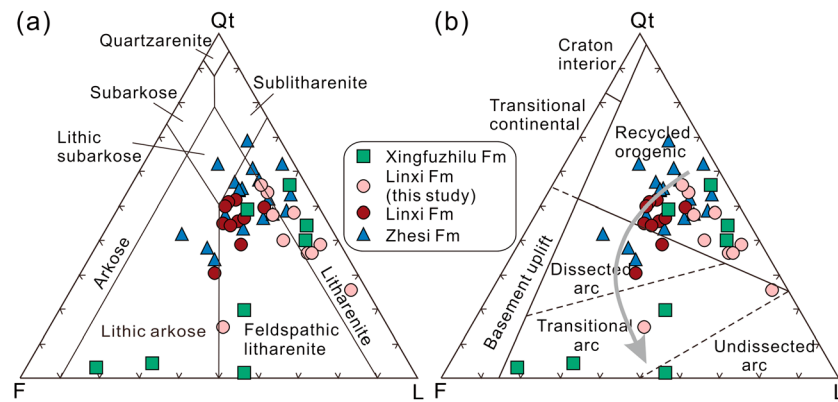 (a)
Qt
Quartzarenite
Subarkose
Sublitharenite
Lithic
subarkose
Arkose
Litharenite
Lithic arkose
Feldspathic
litharenite
F
L
Xingfuzhilu Fm
Linxi Fm
(this study)
Linxi Fm
Zhesi Fm
(b)
Qt
Craton
interior
Transitional
continental
Recycled
orogenic
Basement uplift
Dissected
arc
Transitional
arc
Undissected
arc
F
L